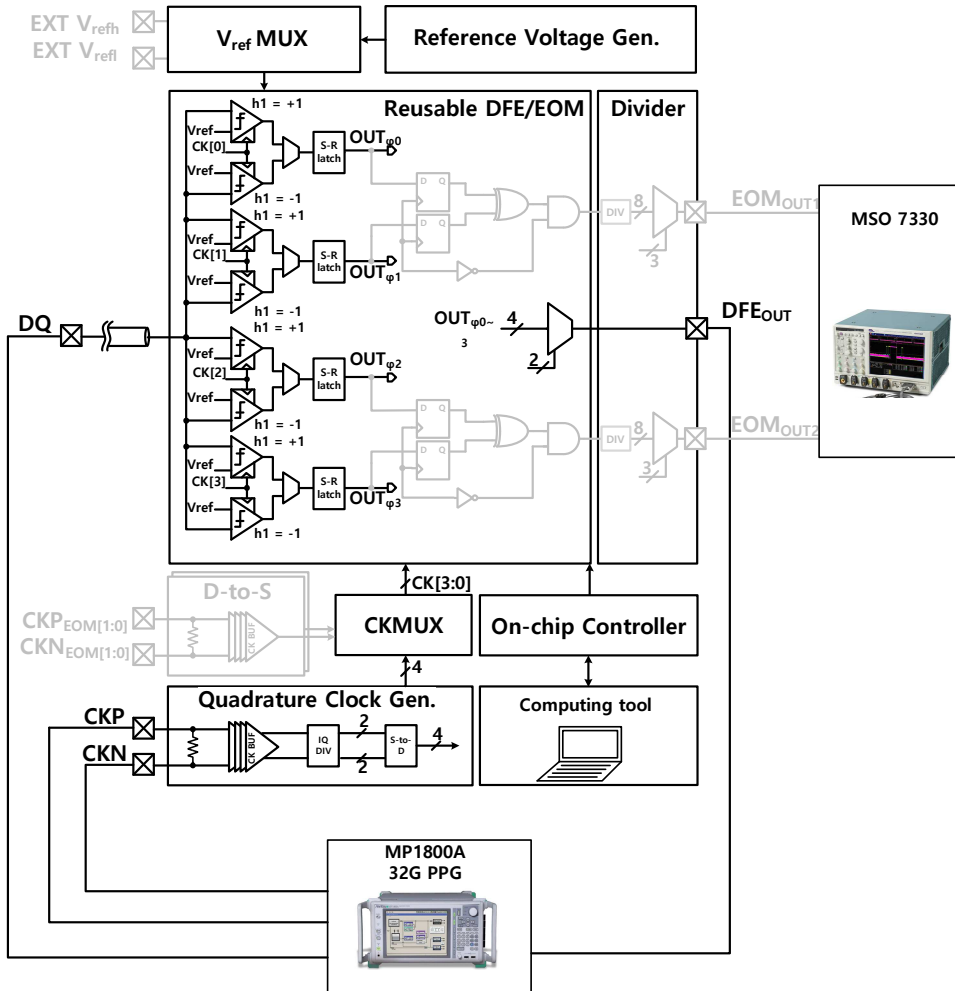 EXT Vrefh
EXT Vrefl
Vref MUX
Reference Voltage Gen.
Reusable DFE/EOM
Divider
h1 = +1
Vref
CK[0]
Vref
h1 = -1
S-R
latch
OUTφ0
h1 = +1
Vref
CK[1]
Vref
h1 = -1
S-R
latch
OUTφ1
D Q
D Q
DIV
8
3
EOMOUT1
MSO 7330
DQ
OUTφ0~
3
4
2
DFEOUT
h1 = +1
Vref
CK[2]
Vref
h1 = -1
S-R
latch
OUTφ2
h1 = +1
Vref
CK[3]
Vref
h1 = -1
S-R
latch
OUTφ3
D Q
D Q
DIV
8
3
EOMOUT2
D-to-S
CK BUF
CKPEOM[1:0]
CKNEOM[1:0]
CK[3:0]
CKMUX
4
On-chip Controller
Quadrature Clock Gen.
CKP
CKN
CK BUF
IQ
DIV
2
2
S-to-
D
4
Computing tool
MP1800A
32G PPG